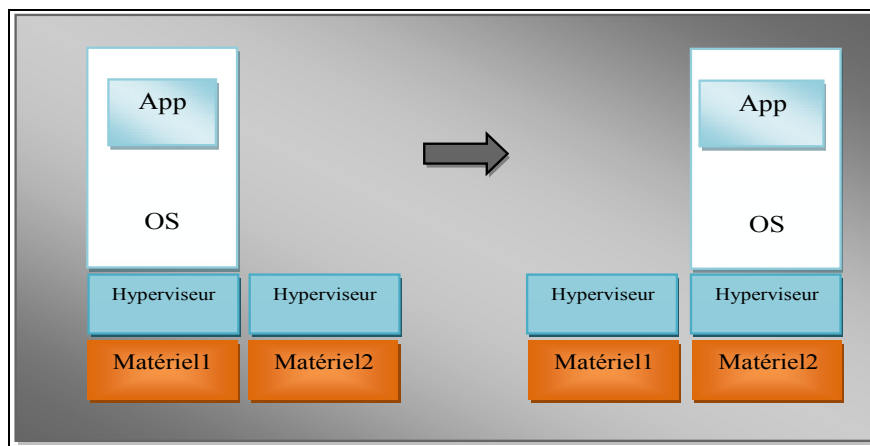 App
OS
Hyperviseur
Hyperviseur
Matériel1
Matériel2
App
OS
Hyperviseur
Hyperviseur
Matériel1
Matériel2